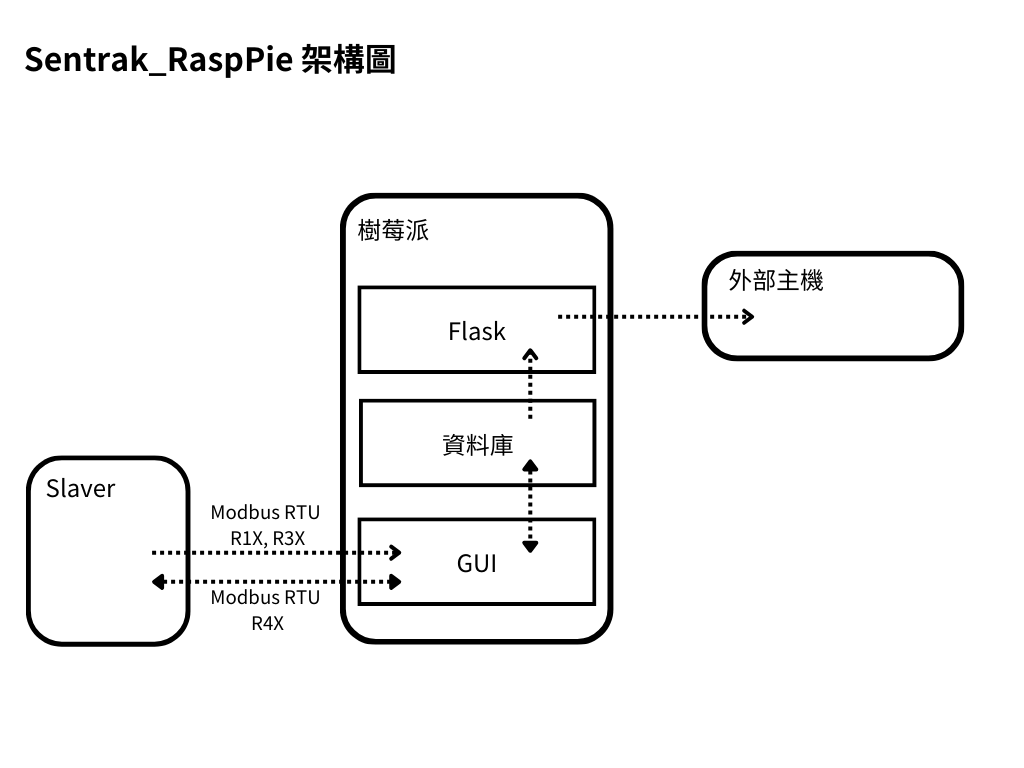 Sentrak_RaspPie 架構圖
樹莓派
外部主機
Flask
資料庫
Slaver
Modbus RTU
R1X, R3X
GUI
Modbus RTU
R4X